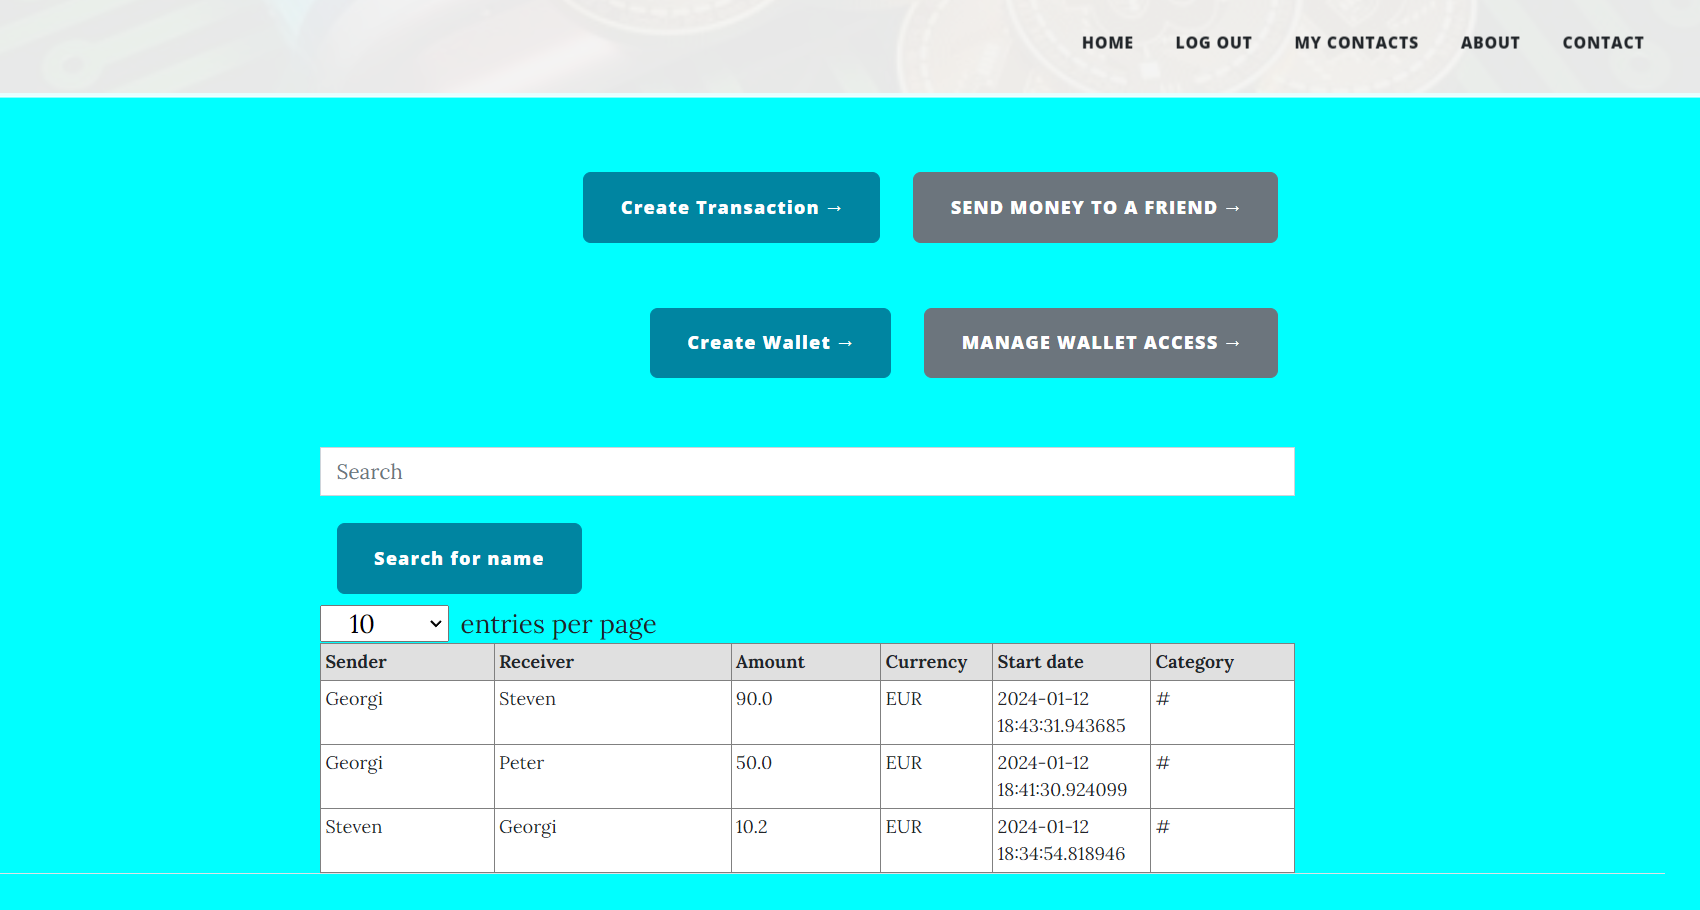 HOME LOG OUT MY CONTACTS ABOUT CONTACT
Create Transaction → SEND MONEY TO A FRIEND →
Create Wallet → MANAGE WALLET ACCESS →
Search
Search for name
10 entries per page
Sender Receiver Amount Currency Start date Category
Georgi Steven 90.0 EUR 2024-01-12 #
18:43:31.943685
Georgi Peter 50.0 EUR 2024-01-12 #
18:41:30.924099
Steven Georgi 10.2 EUR 2024-01-12 #
18:34:54.818946